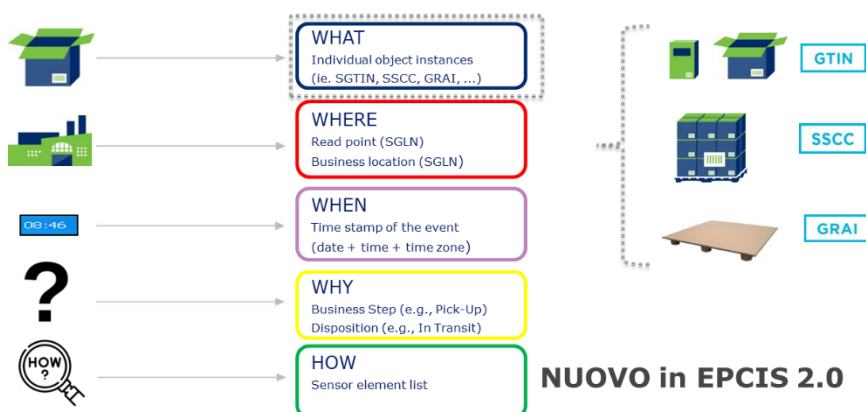 WHAT
Individual object instances
(ie. SGTIN, SSCC, GRAI, ...)
GTIN
WHERE
Read point (SGLN)
Business location (SGLN)
SSCC
WHEN
Time stamp of the event
(date + time + time zone)
08:46
GRAI
?
WHY
Business Step (e.g., Pick-Up)
Disposition (e.g., In Transit)
HOW
?
HOW
Sensor element list
NUOVO in EPCIS 2.0